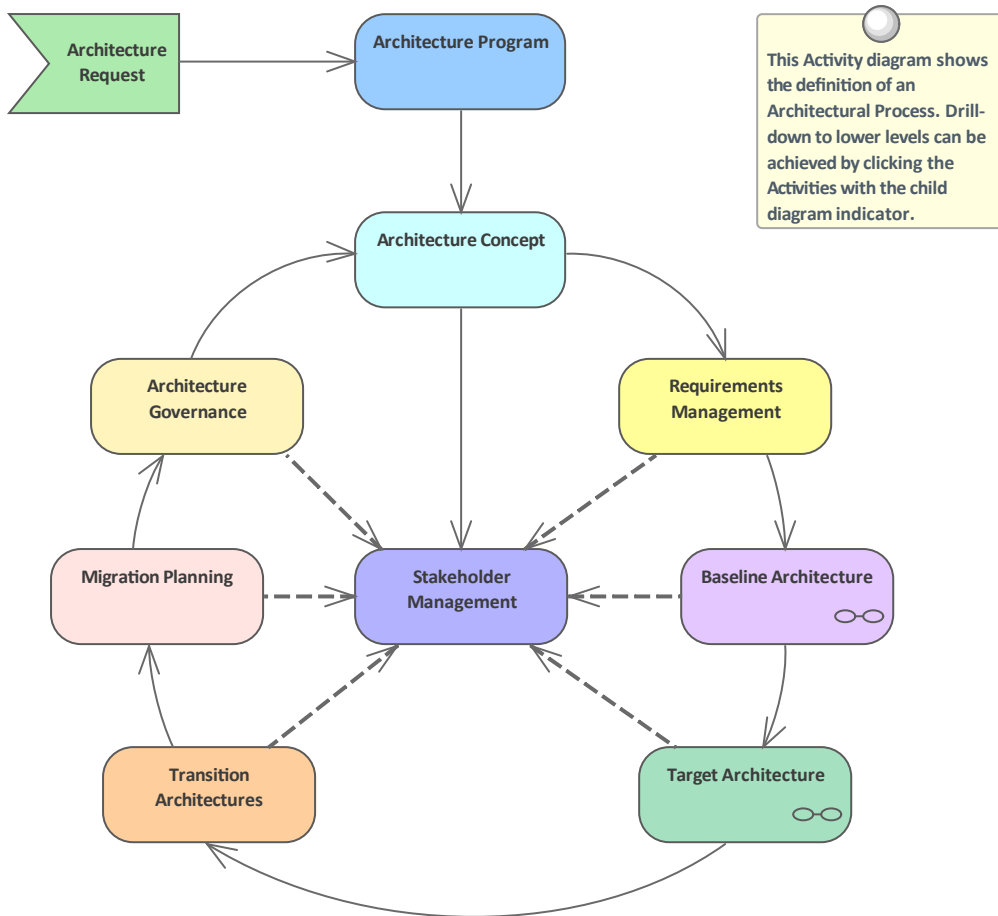 Architecture
Request
Architecture Program
This Activity diagram shows
the definition of an
Architectural Process. Drill-
down to lower levels can be
achieved by clicking the
Activities with the child
diagram indicator.
Architecture Concept
Architecture
Governance
Requirements
Management
Migration Planning
Stakeholder
Management
Baseline Architecture
Transition
Architectures
Target Architecture